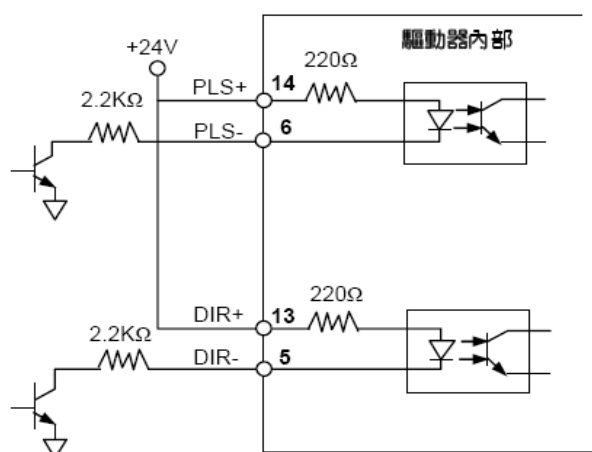 驅動器內部
+24V
220Ω
2.2KΩ
PLS+
14
PLS-
6
220Ω
2.2KΩ
DIR+
13
DIR-
5